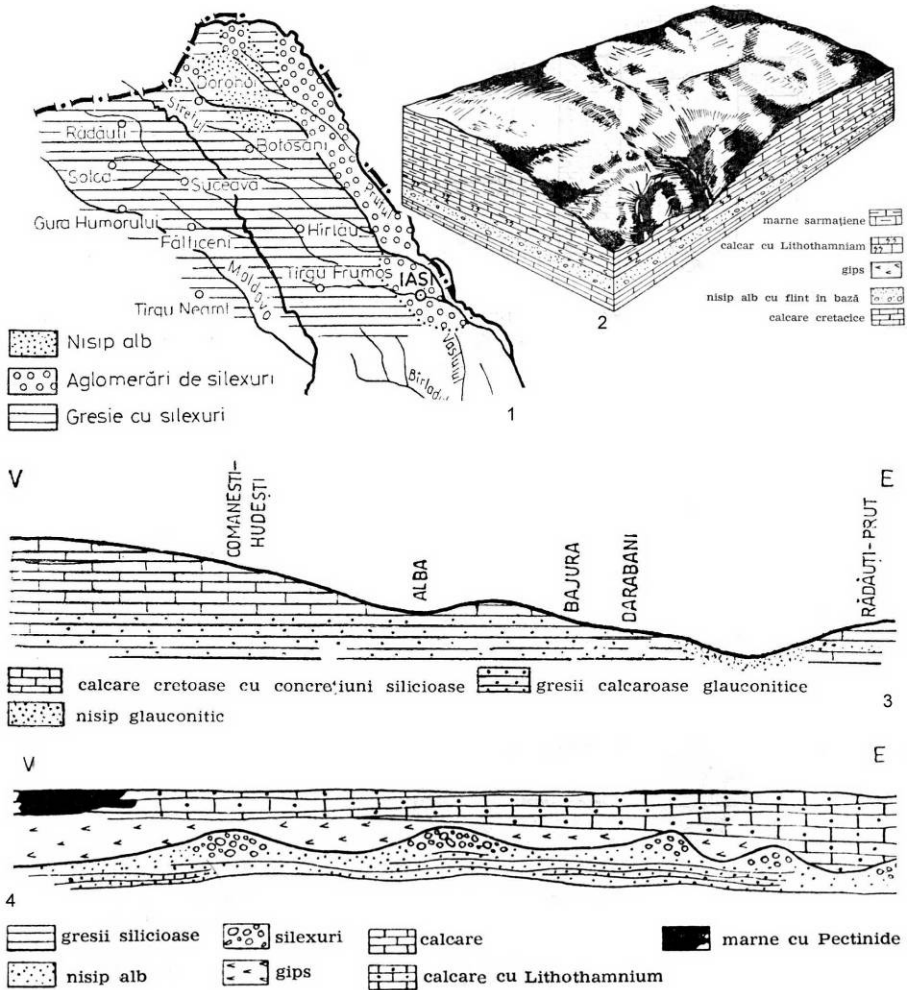 Dorohoi
Siretul
Rădăuți
Botoșani
Solca
Suceava
Prutul
Gura Humorului
Hîrlău
Fălticeni
Tîrgu Frumos
IAȘI
Moldova
Tîrgu Neamț
Vasluiul
Bîrladul
Nisip alb
Aglomerări de silexuri
Gresie cu silexuri
1
marne sarmațiene
calcar cu Lithothamniam
gips
nisip alb cu flint în bază
calcare cretacice
2
V
E
COMANEȘTI-
HUDEȘTI
ALBA
BAJURA
DARABANI
RĂDĂUȚI-PRUT
calcare cretoase cu concrețiuni silicioase
gresii calcaroase glauconitice
nisip glauconitic
3
V
E
4
gresii silicioase
silexuri
calcare
marne cu Pectinide
nisip alb
gips
calcare cu Lithothamnium